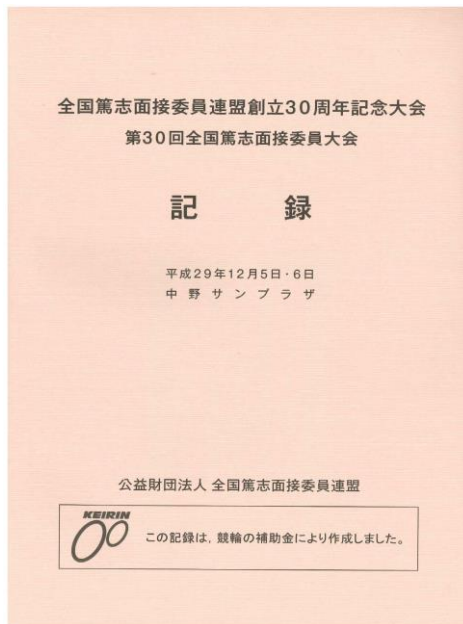 全国篤志面接委員連盟創立30周年記念大会
第30回全国篤志面接委員大会
記　録
平成29年12月5日・6日
中野サンプラザ
公益財団法人 全国篤志面接委員連盟
KEIRIN
この記録は、競輪の補助金により作成しました。